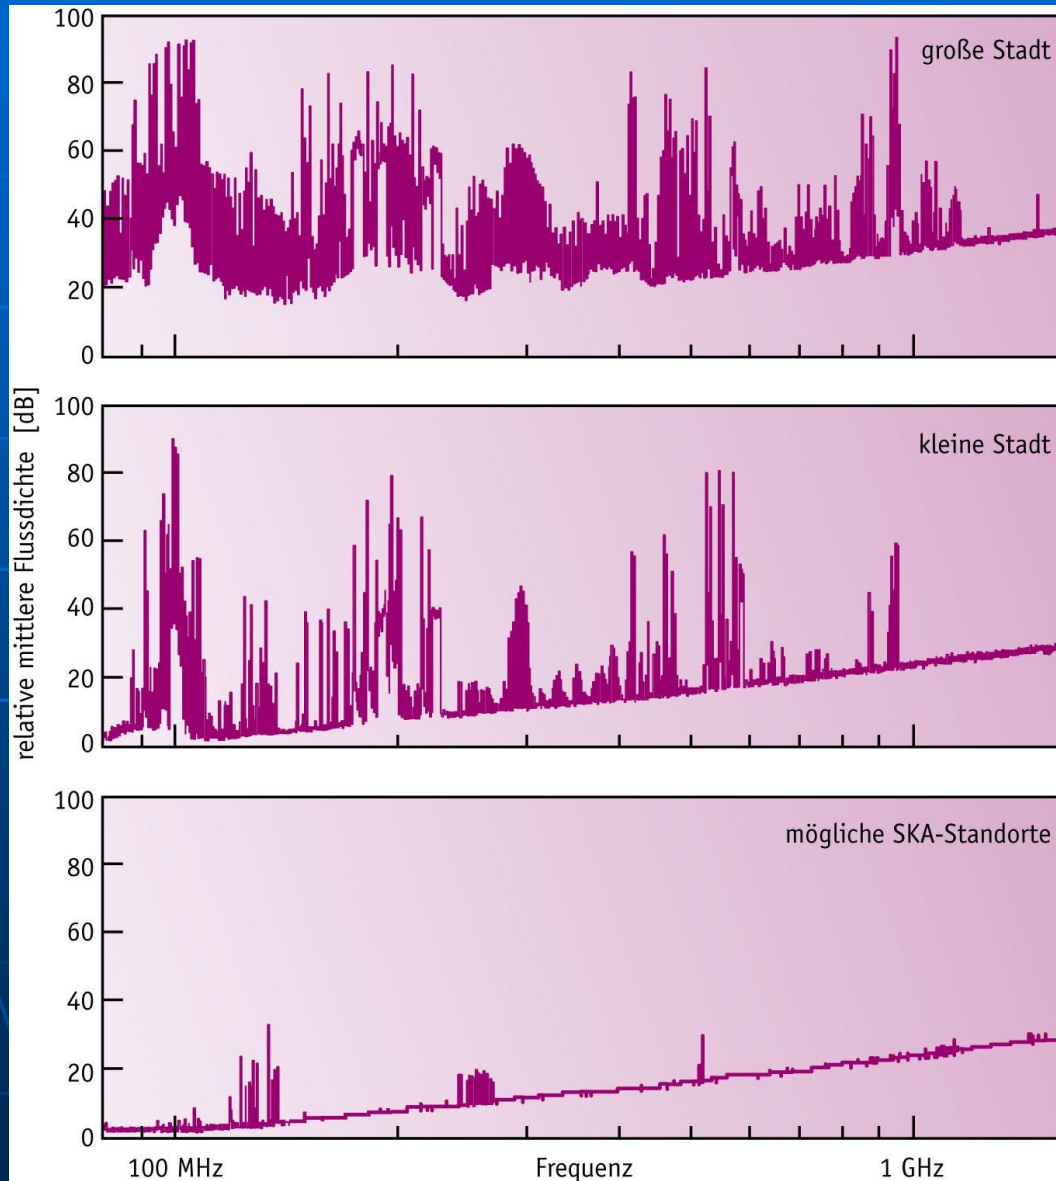 relative mittlere Flussdichte [dB]
100
80
60
40
20
0
große Stadt
100
80
60
40
20
0
kleine Stadt
100
80
60
40
20
0
mögliche SKA-Standorte
100 MHz
Frequenz
1 GHz